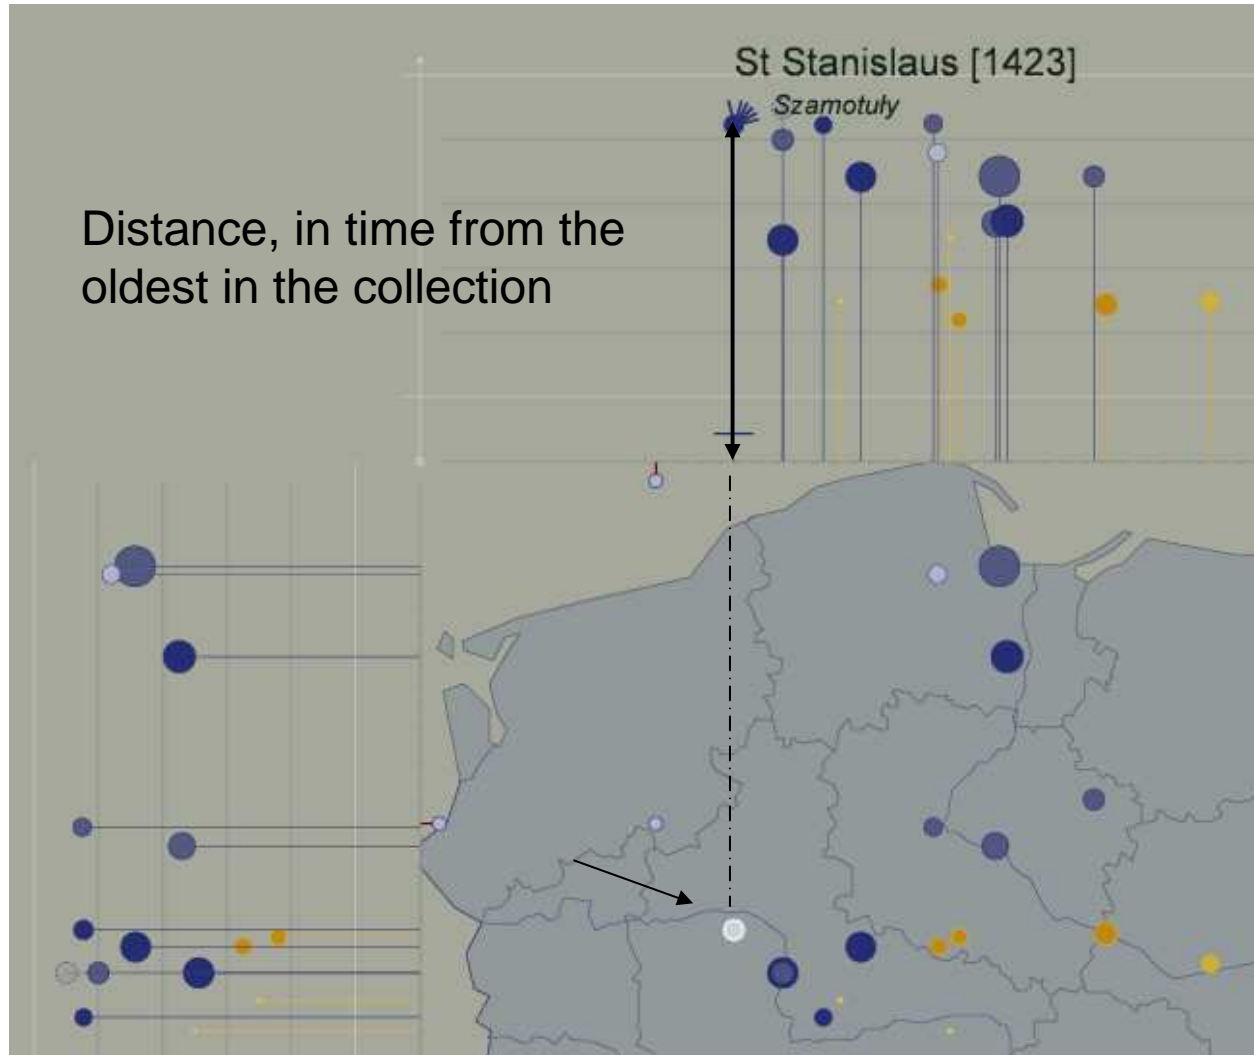 St Stanislaus [1423]
Szamotuły
Distance, in time from the
oldest in the collection